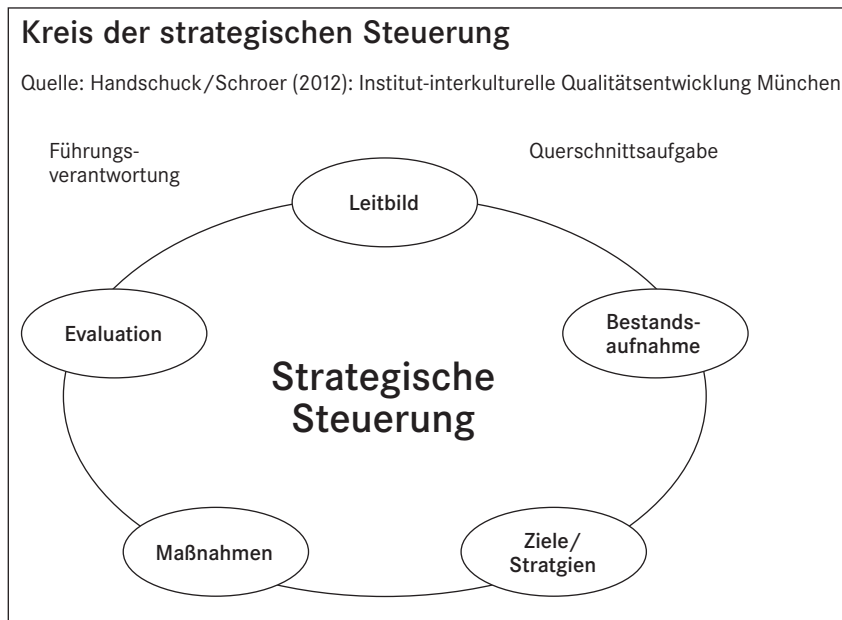 Kreis der strategischen Steuerung
Quelle: Handschuck/Schroer (2012): Institut-interkulturelle Qualitätsentwicklung München
Führungs-
verantwortung
Querschnittsaufgabe
Leitbild
Evaluation
Bestands-
aufnahme
Strategische
Steuerung
Maßnahmen
Ziele/
Stratgien